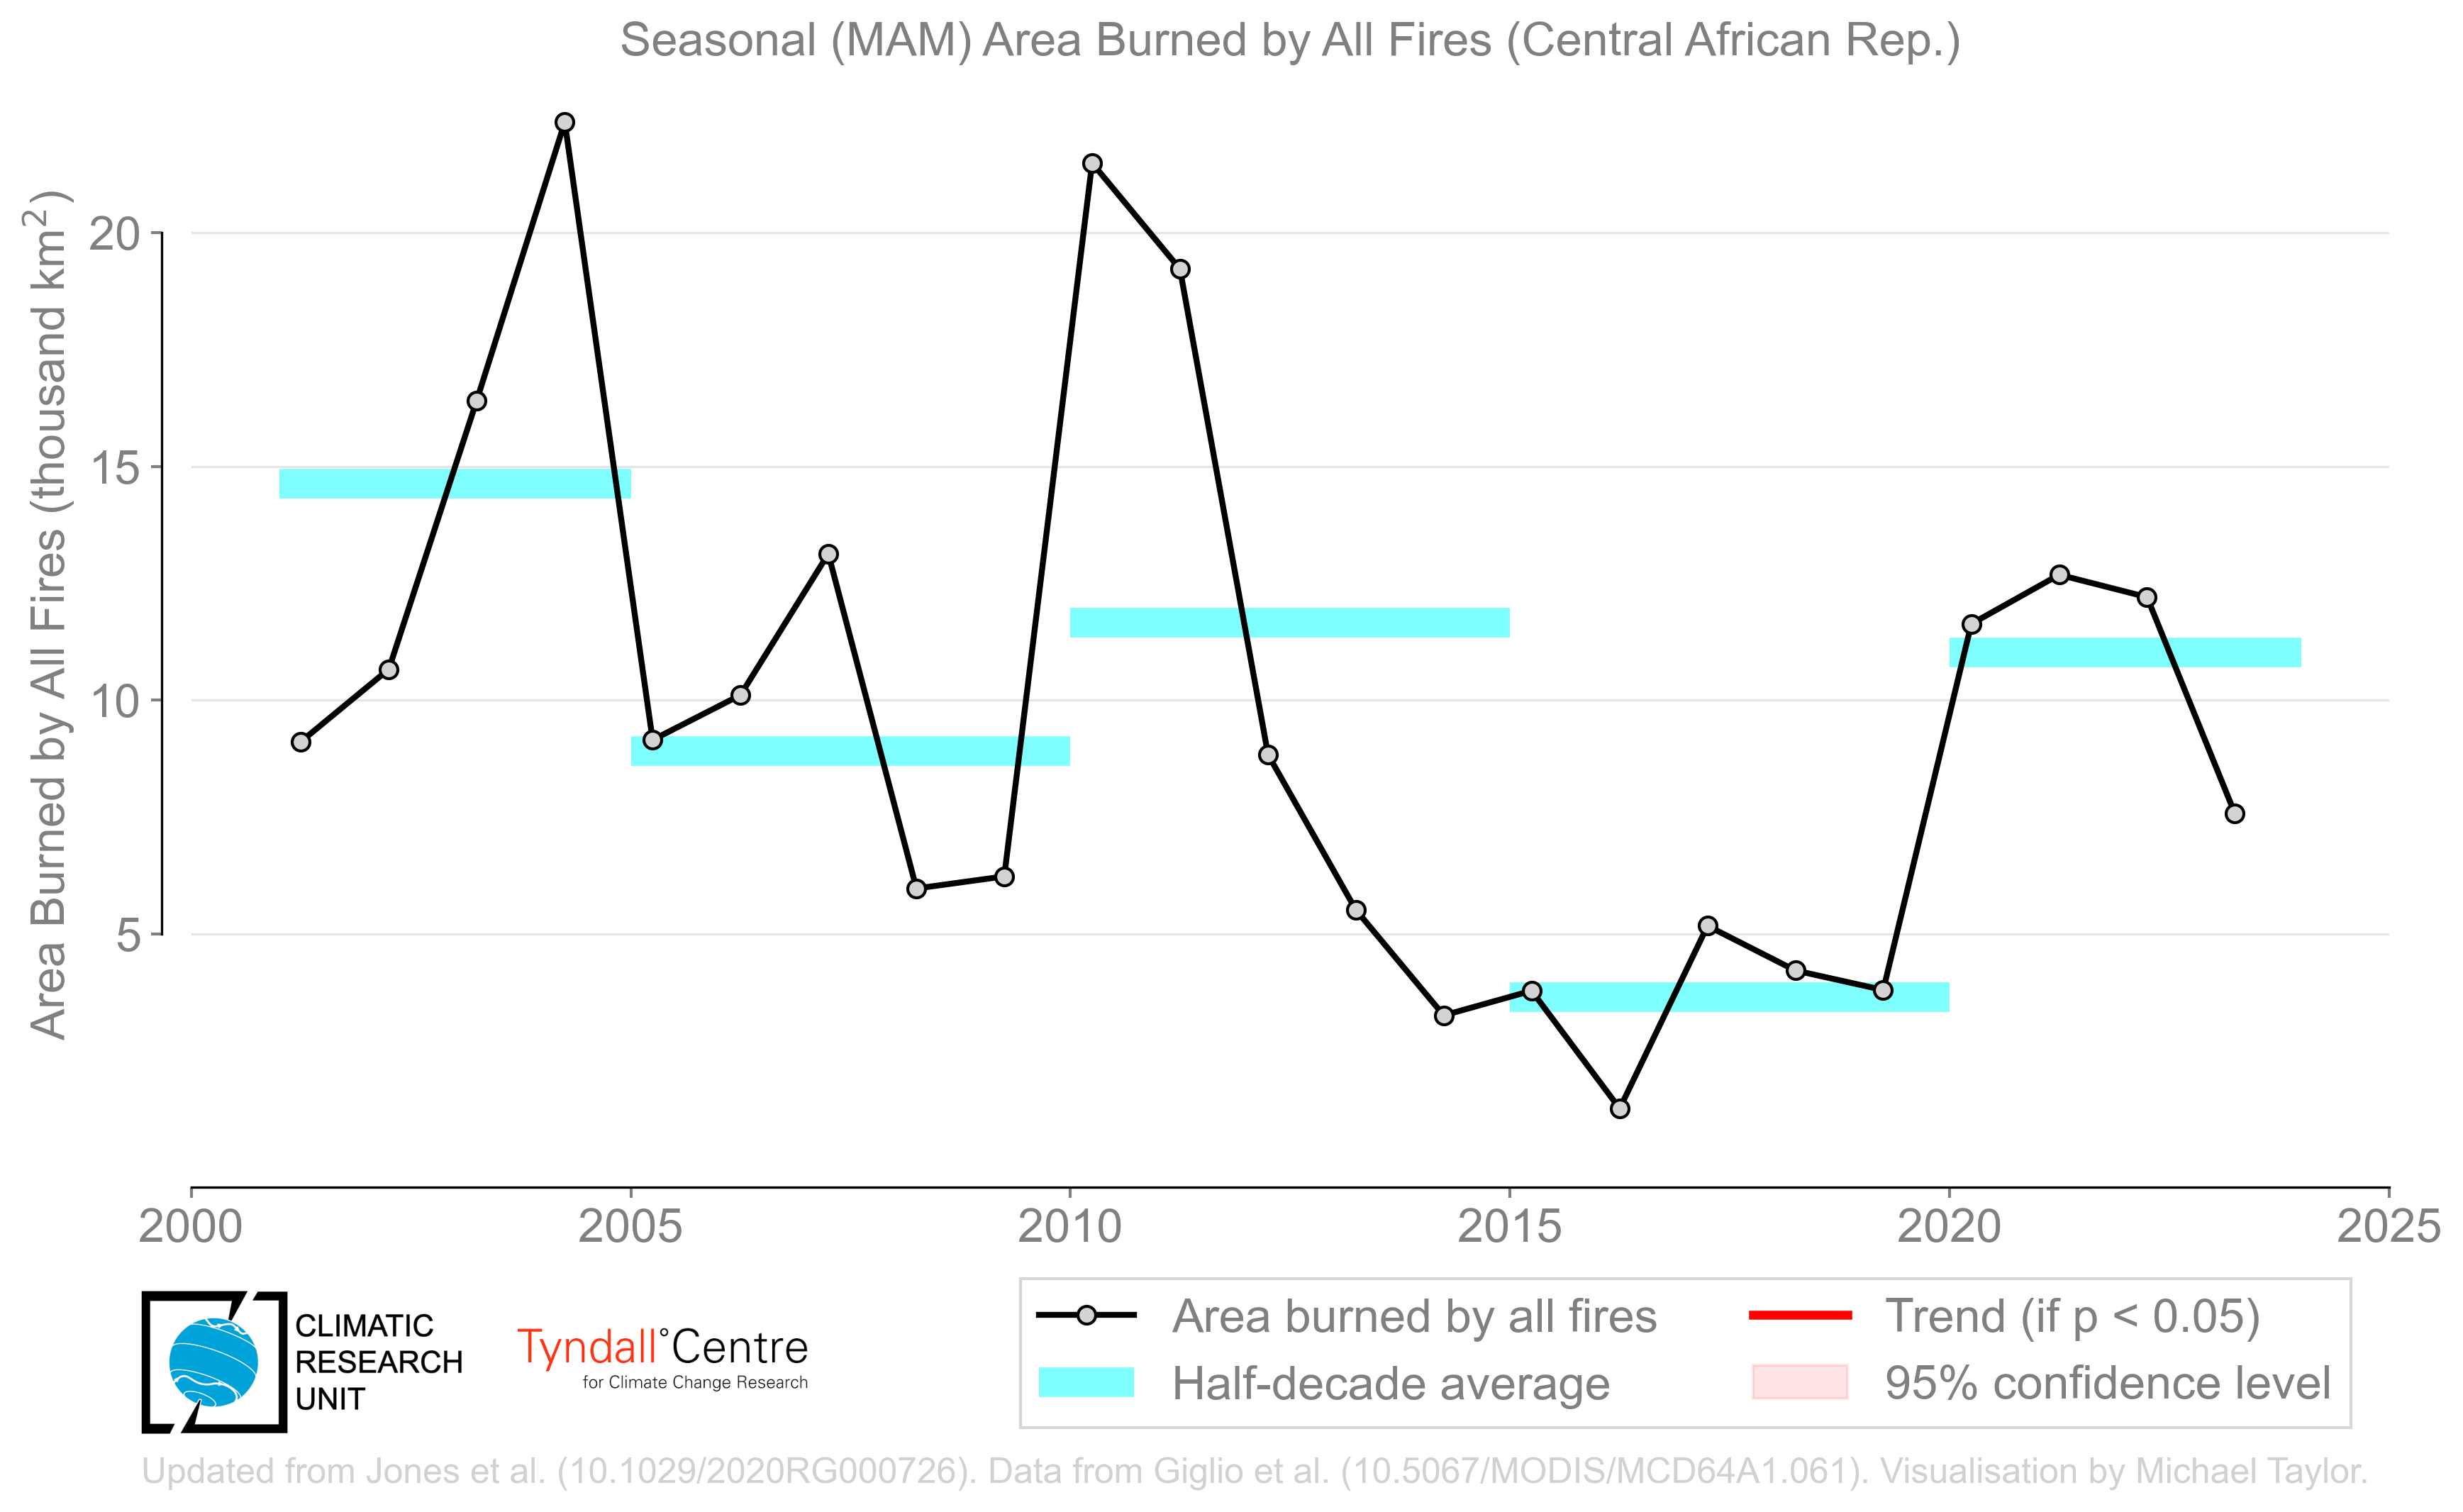 Seasonal (MAM) Area Burned by All Fires (Central African Rep.)
Area Burned by All Fires (thousand km²)
20
15
10
5
2000 2005 2010 2015 2020 2025
CLIMATIC
RESEARCH
UNIT
Tyndall°Centre
for Climate Change Research
Area burned by all fires
Half-decade average
Trend (if p < 0.05)
95% confidence level
Updated from Jones et al. (10.1029/2020RG000726). Data from Giglio et al. (10.5067/MODIS/MCD64A1.061). Visualisation by Michael Taylor.